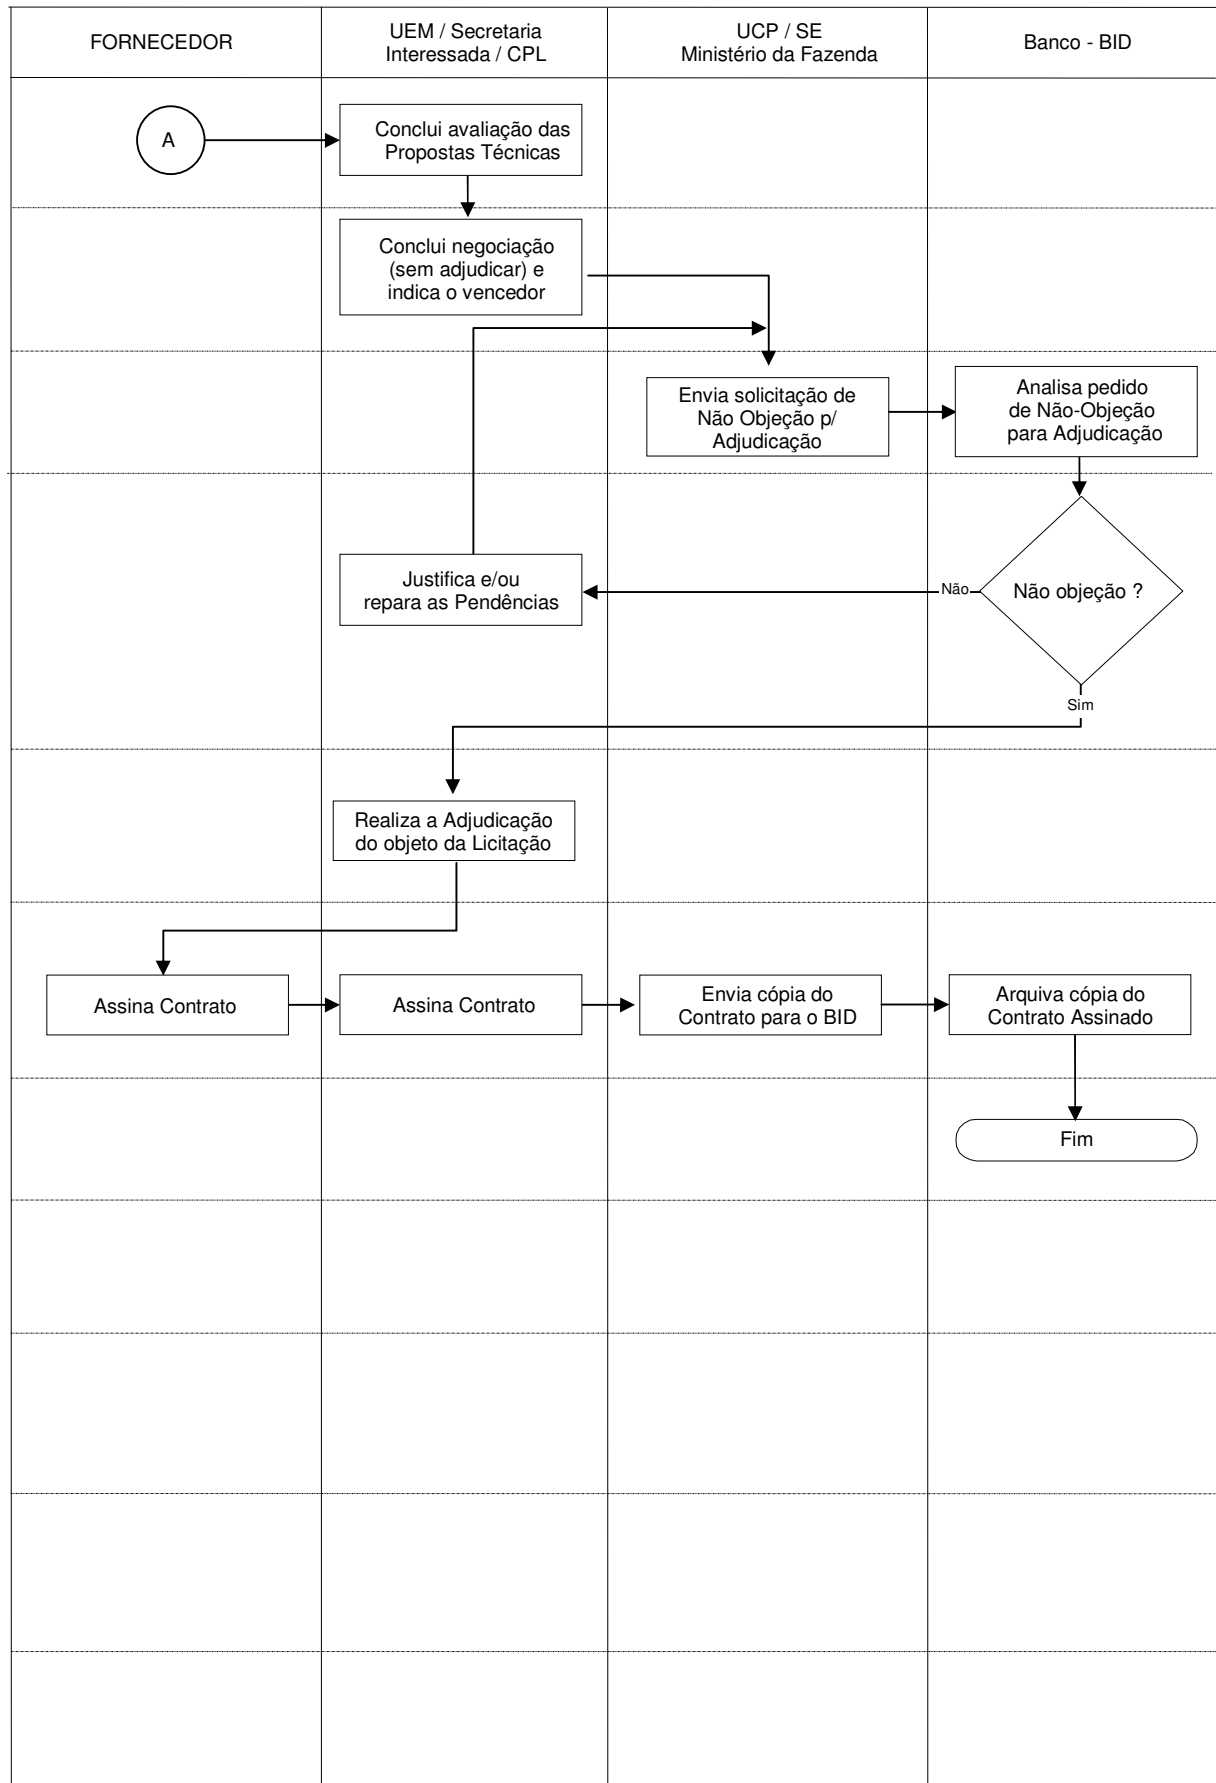 FORNECEDOR
UEM / Secretaria
Interessada / CPL
UCP / SE
Ministério da Fazenda
Banco - BID
A
Conclui avaliação das
Propostas Técnicas
Conclui negociação
(sem adjudicar) e
indica o vencedor
Envia solicitação de
Não Objeção p/
Adjudicação
Analisa pedido
de Não-Objeção
para Adjudicação
Justifica e/ou
repara as Pendências
Não
Não objeção ?
Sim
Realiza a Adjudicação
do objeto da Licitação
Assina Contrato
Assina Contrato
Envia cópia do
Contrato para o BID
Arquiva cópia do
Contrato Assinado
Fim